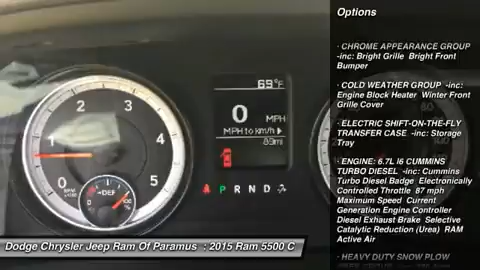 Options
· CHROME APPEARANCE GROUP
-inc: Bright Grille  Bright Front
Bumper
· COLD WEATHER GROUP  -inc:
Engine Block Heater  Winter Front
Grille Cover
· ELECTRIC SHIFT-ON-THE-FLY
TRANSFER CASE  -inc: Storage
Tray
· ENGINE: 6.7L I6 CUMMINS
TURBO DIESEL  -inc: Cummins
Turbo Diesel Badge  Electronically
Controlled Throttle  87 mph
Maximum Speed  Current
Generation Engine Controller
Diesel Exhaust Brake  Selective
Catalytic Reduction (Urea)  RAM
Active Air
· HEAVY DUTY SNOW PLOW
69°F
0 MPH
MPH to km/h
89mi
P R N D
1 2 3 4 5
DEF
Dodge Chrysler Jeep Ram Of Paramus : 2015 Ram 5500 C